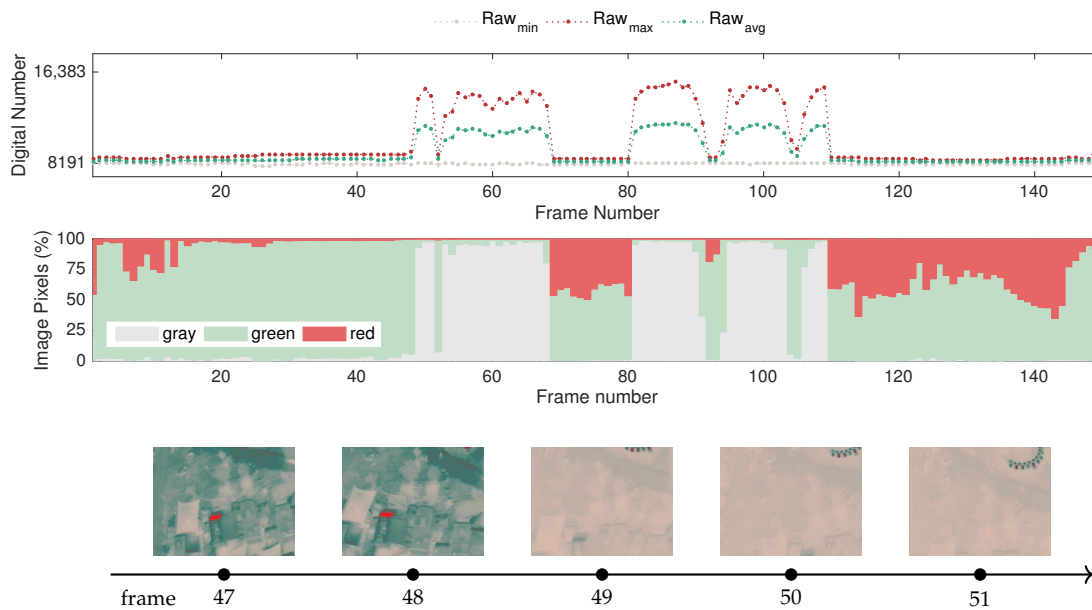 Raw_min Raw_max Raw_avg
Digital Number
16,383
8191
20 40 60 80 100 120 140
Frame Number
Image Pixels (%)
100
75
50
25
0
gray green red
20 40 60 80 100 120 140
Frame number
frame 47 48 49 50 51